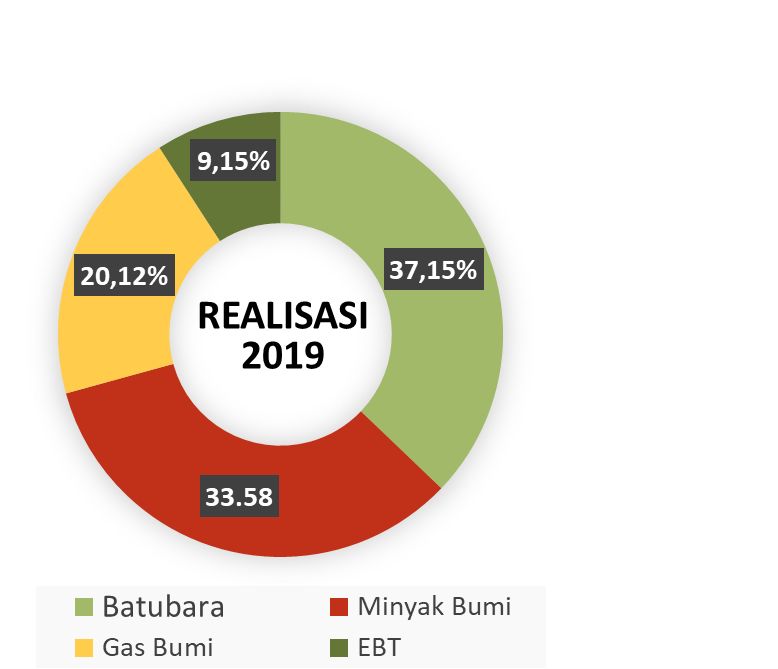 9,15%
37,15%
20,12%
REALISASI
2019
33.58
Batubara
Minyak Bumi
Gas Bumi
EBT